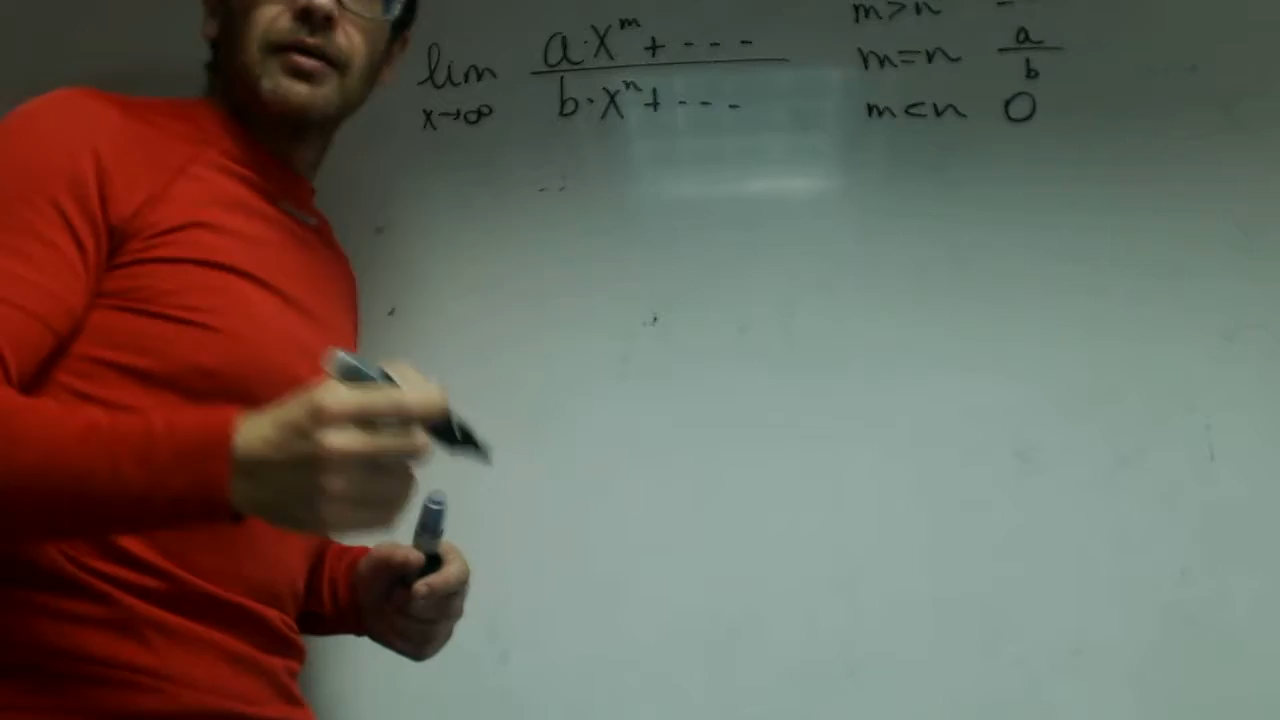 lim x→∞ a·x^m + ---
b·x^n + ---
m>n
m=n a/b
m<n 0